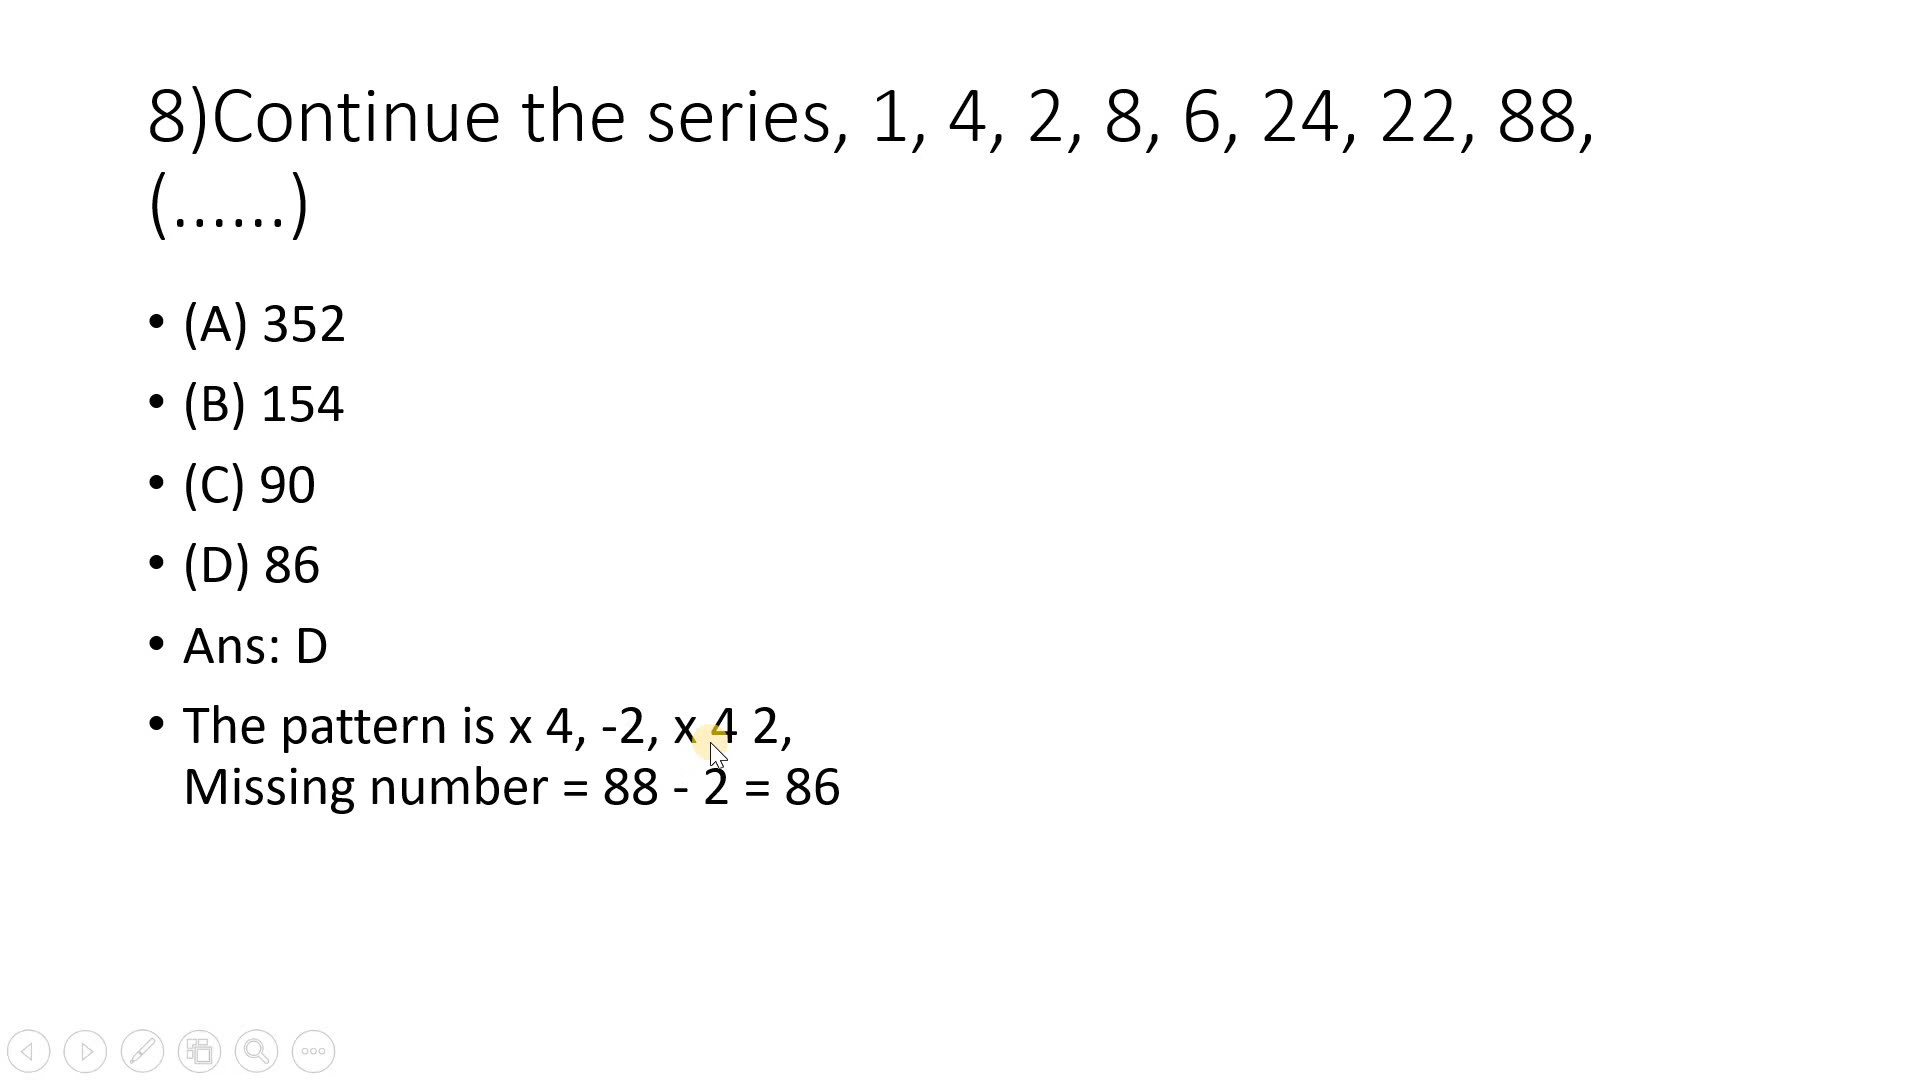 8)Continue the series, 1, 4, 2, 8, 6, 24, 22, 88,
(......)
• (A) 352
• (B) 154
• (C) 90
• (D) 86
• Ans: D
• The pattern is x 4, -2, x 4 2,
Missing number = 88 - 2 = 86